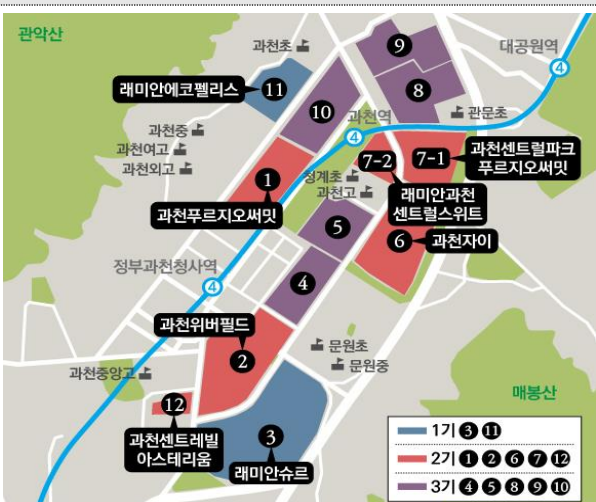 관악산
과천초
9
대공원역
4
래미안에코펠리스
11
8
10
과천역
관문초
과천중
4
과천여고
과천외고
7-2
7-1
과천센트럴파크
푸르지오써밋
청계초
과천고
1
과천푸르지오써밋
래미안과천
센트럴스위트
5
6
과천자이
정부과천청사역
4
4
과천위버필드
2
문원초
문원중
과천중앙고
매봉산
12
과천센트레빌
아스테리움
3
래미안슈르
1기 3 11
2기 1 2 6 7 12
3기 4 5 8 9 10